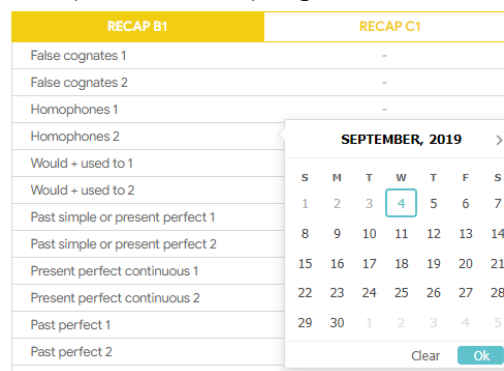 RECAP B1 RECAP C1
False cognates 1 -
False cognates 2 -
Homophones 1 -
Homophones 2
Would + used to 1
Would + used to 2
Past simple or present perfect 1
Past simple or present perfect 2
Present perfect continuous 1
Present perfect continuous 2
Past perfect 1
Past perfect 2
SEPTEMBER, 2019 >
S M T W T F S
1 2 3 4 5 6 7
8 9 10 11 12 13 14
15 16 17 18 19 20 21
22 23 24 25 26 27 28
29 30 1 2 3 4 5
Clear Ok